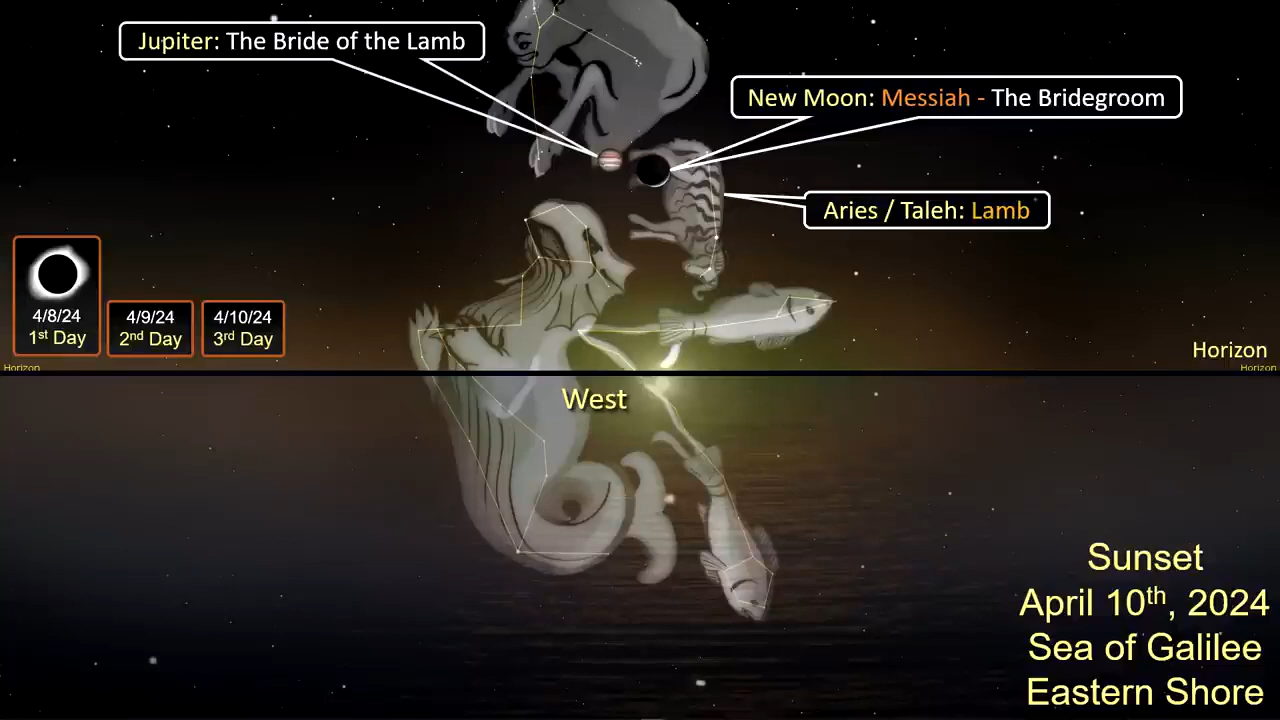 Jupiter: The Bride of the Lamb
New Moon: Messiah - The Bridegroom
Aries / Taleh: Lamb
4/8/24
1st Day
4/9/24
2nd Day
4/10/24
3rd Day
Horizon
Horizon
Horizon
West
Sunset
April 10th, 2024
Sea of Galilee
Eastern Shore